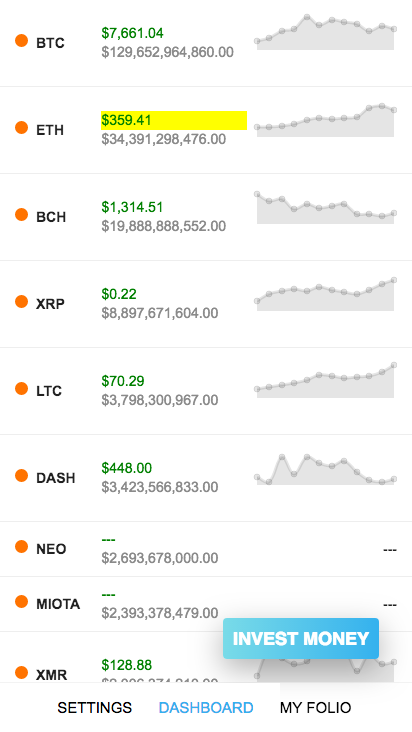 BTC
$7,661.04
$129,652,964,860.00
ETH
$359.41
$34,391,298,476.00
BCH
$1,314.51
$19,888,888,552.00
XRP
$0.22
$8,897,671,604.00
LTC
$70.29
$3,798,300,967.00
DASH
$448.00
$3,423,566,833.00
NEO
---
$2,693,678,000.00
---
MIOTA
---
$2,393,378,479.00
---
INVEST MONEY
XMR
$128.88
SETTINGS DASHBOARD MY FOLIO